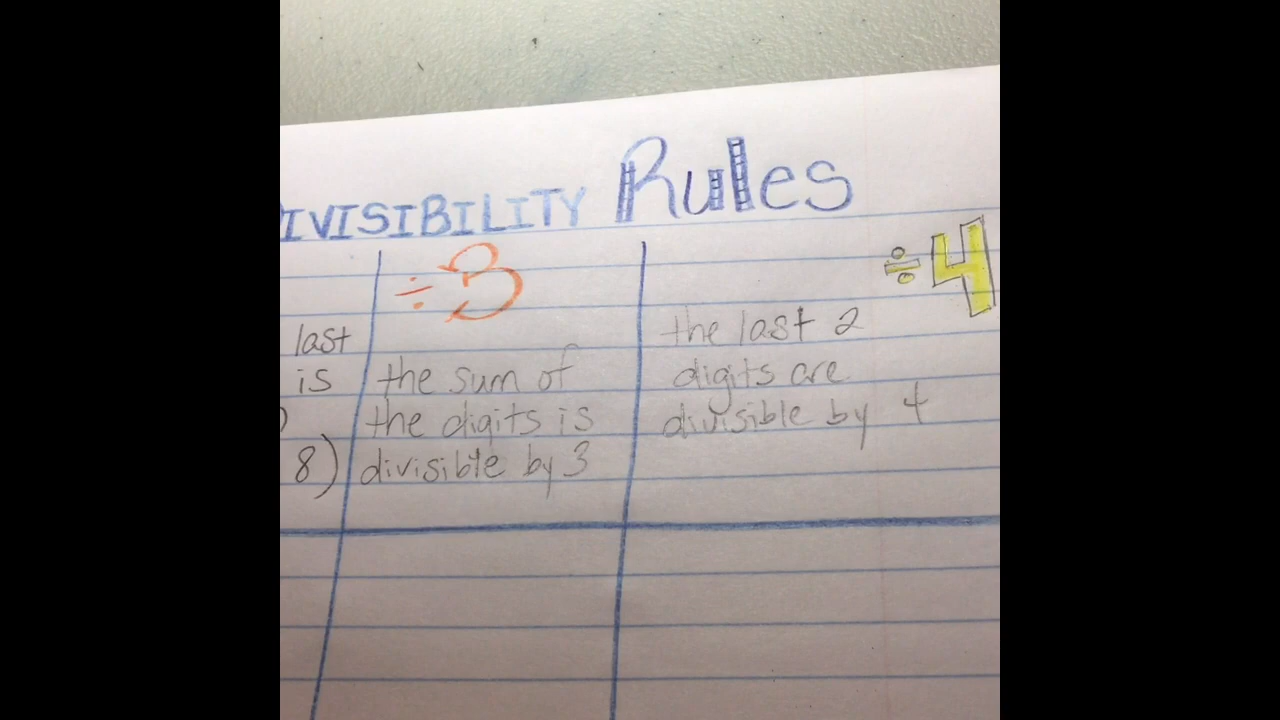 IVISIBILITY Rules
last
is
)
8)
÷3
the sum of
the digits is
divisible by 3
÷4
the last 2
digits are
divisible by 4